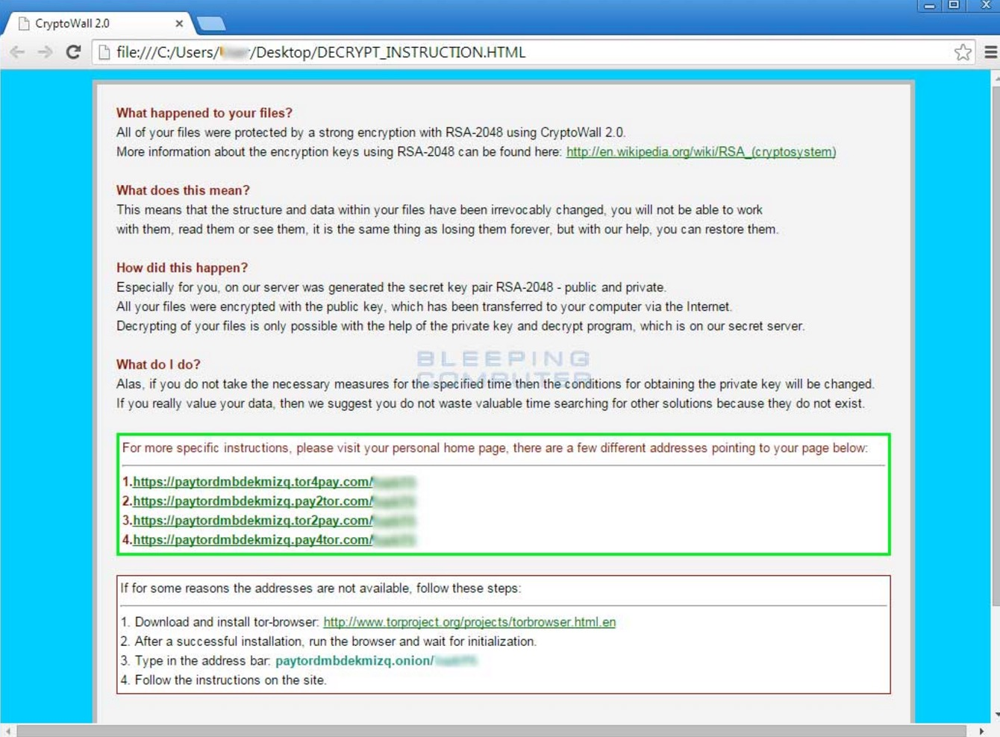 CryptoWall 2.0
file:///C:/Users/ /Desktop/DECRYPT_INSTRUCTION.HTML
What happened to your files?
All of your files were protected by a strong encryption with RSA-2048 using CryptoWall 2.0.
More information about the encryption keys using RSA-2048 can be found here: http://en.wikipedia.org/wiki/RSA_(cryptosystem)
What does this mean?
This means that the structure and data within your files have been irrevocably changed, you will not be able to work
with them, read them or see them, it is the same thing as losing them forever, but with our help, you can restore them.
How did this happen?
Especially for you, on our server was generated the secret key pair RSA-2048 - public and private.
All your files were encrypted with the public key, which has been transferred to your computer via the Internet.
Decrypting of your files is only possible with the help of the private key and decrypt program, which is on our secret server.
BLEEPING
COMPUTER
What do I do?
Alas, if you do not take the necessary measures for the specified time then the conditions for obtaining the private key will be changed.
If you really value your data, then we suggest you do not waste valuable time searching for other solutions because they do not exist.
For more specific instructions, please visit your personal home page, there are a few different addresses pointing to your page below:
1.https://paytordmbdekmizq.tor4pay.com/
2.https://paytordmbdekmizq.pay2tor.com/
3.https://paytordmbdekmizq.tor2pay.com/
4.https://paytordmbdekmizq.pay4tor.com/
If for some reasons the addresses are not available, follow these steps:
1. Download and install tor-browser: http://www.torproject.org/projects/torbrowser.html.en
2. After a successful installation, run the browser and wait for initialization.
3. Type in the address bar: paytordmbdekmizq.onion/
4. Follow the instructions on the site.